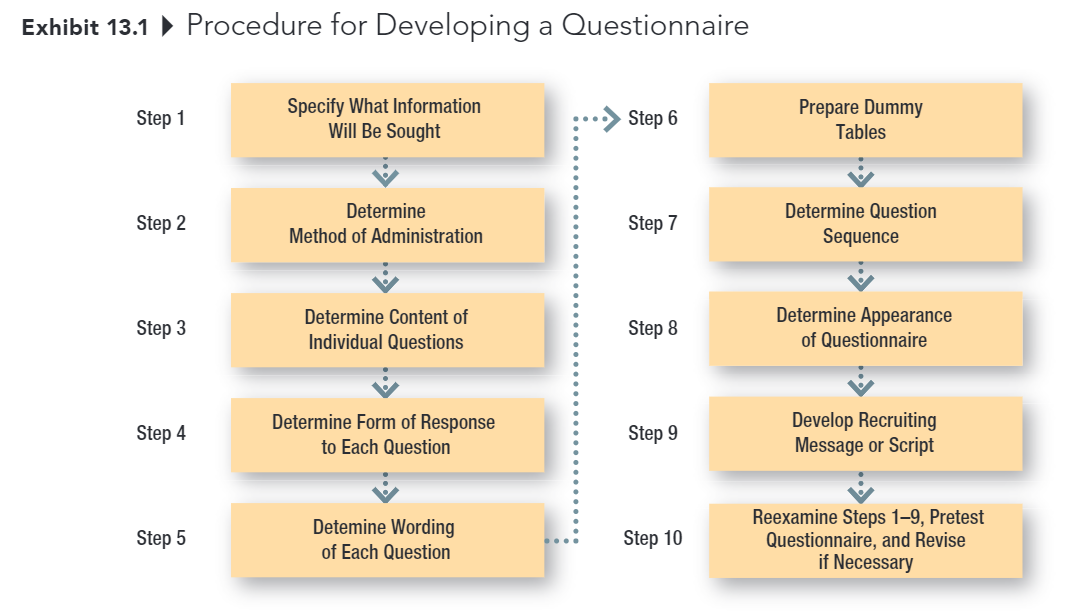 Exhibit 13.1 Procedure for Developing a Questionnaire
Step 1
Specify What Information
Will Be Sought
Step 2
Determine
Method of Administration
Step 3
Determine Content of
Individual Questions
Step 4
Determine Form of Response
to Each Question
Step 5
Detemine Wording
of Each Question
Step 6
Prepare Dummy
Tables
Step 7
Determine Question
Sequence
Step 8
Determine Appearance
of Questionnaire
Step 9
Develop Recruiting
Message or Script
Step 10
Reexamine Steps 1–9, Pretest
Questionnaire, and Revise
if Necessary